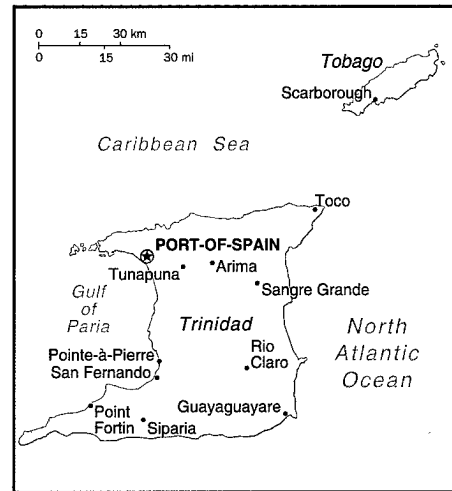 0 15 30 km
0 15 30 mi
Tobago
Scarborough
Caribbean Sea
Toco
PORT-OF-SPAIN
Tunapuna
Arima
Sangre Grande
Gulf
of
Paria
Trinidad
North
Atlantic
Ocean
Pointe-à-Pierre
San Fernando
Rio
Claro
Point
Fortin
Siparia
Guayaguayare